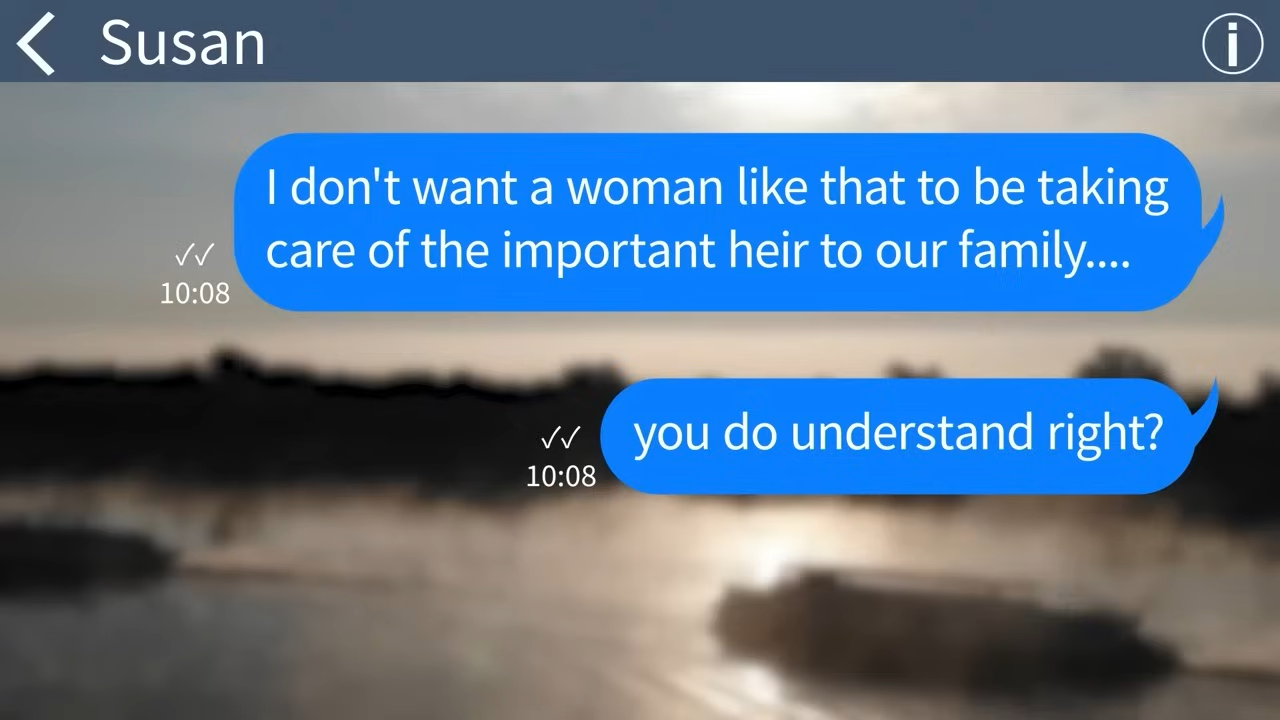 Susan
I don't want a woman like that to be taking
care of the important heir to our family....
✓✓
10:08
you do understand right?
✓✓
10:08